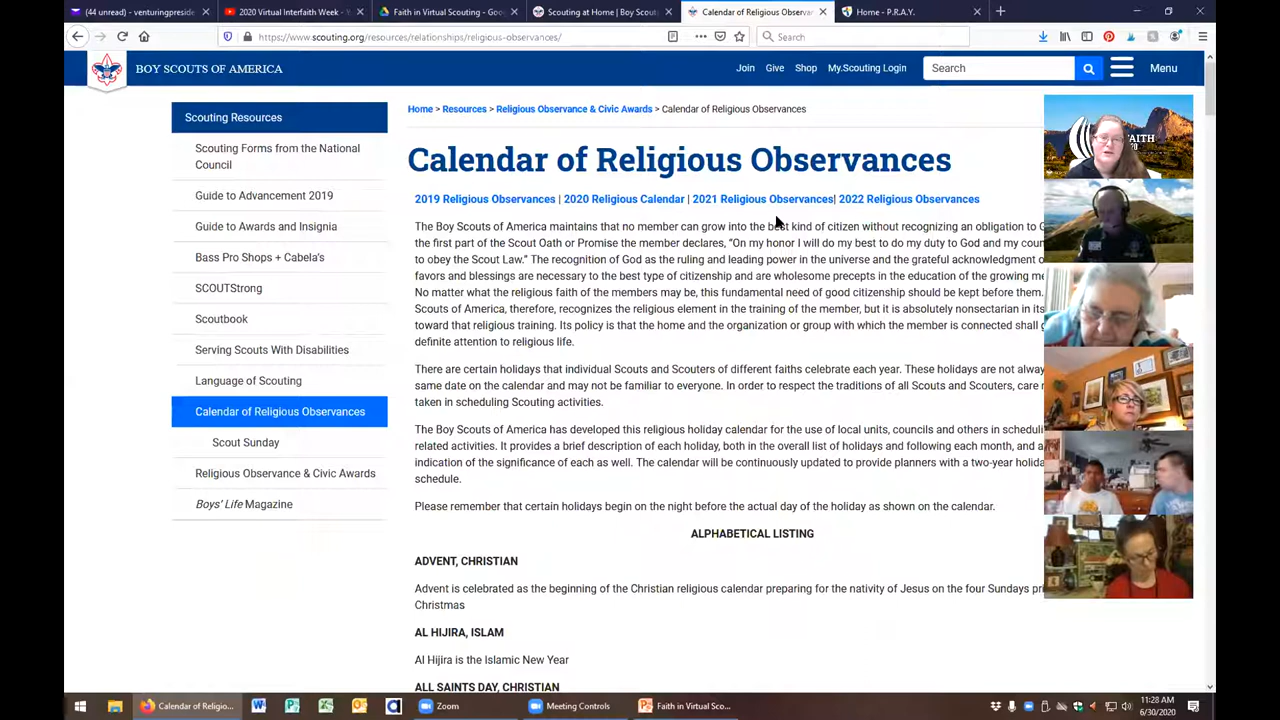 (44 unread) - venturingpreside
2020 Virtual Interfaith Week - Y
Faith in Virtual Scouting - Goo
Scouting at Home | Boy Scouts
Calendar of Religious Observan
Home - P.R.A.Y.
https://www.scouting.org/resources/relationships/religious-observances/
Search
BOY SCOUTS OF AMERICA
Join Give Shop My.Scouting Login Search Menu
Scouting Resources
Scouting Forms from the National
Council
Guide to Advancement 2019
Guide to Awards and Insignia
Bass Pro Shops + Cabela's
SCOUTStrong
Scoutbook
Serving Scouts With Disabilities
Language of Scouting
Calendar of Religious Observances
Scout Sunday
Religious Observance & Civic Awards
Boys' Life Magazine
Home > Resources > Religious Observance & Civic Awards > Calendar of Religious Observances
Calendar of Religious Observances
2019 Religious Observances | 2020 Religious Calendar | 2021 Religious Observances| 2022 Religious Observances
The Boy Scouts of America maintains that no member can grow into the best kind of citizen without recognizing an obligation to G
the first part of the Scout Oath or Promise the member declares, "On my honor I will do my best to do my duty to God and my coun
to obey the Scout Law." The recognition of God as the ruling and leading power in the universe and the grateful acknowledgment o
favors and blessings are necessary to the best type of citizenship and are wholesome precepts in the education of the growing me
No matter what the religious faith of the members may be, this fundamental need of good citizenship should be kept before them.
Scouts of America, therefore, recognizes the religious element in the training of the member, but it is absolutely nonsectarian in its
toward that religious training. Its policy is that the home and the organization or group with which the member is connected shall g
definite attention to religious life.
There are certain holidays that individual Scouts and Scouters of different faiths celebrate each year. These holidays are not alway
same date on the calendar and may not be familiar to everyone. In order to respect the traditions of all Scouts and Scouters, care
taken in scheduling Scouting activities.
The Boy Scouts of America has developed this religious holiday calendar for the use of local units, councils and others in scheduli
related activities. It provides a brief description of each holiday, both in the overall list of holidays and following each month, and a
indication of the significance of each as well. The calendar will be continuously updated to provide planners with a two-year holida
schedule.
Please remember that certain holidays begin on the night before the actual day of the holiday as shown on the calendar.
ALPHABETICAL LISTING
ADVENT, CHRISTIAN
Advent is celebrated as the beginning of the Christian religious calendar preparing for the nativity of Jesus on the four Sundays pri
Christmas
AL HIJIRA, ISLAM
Al Hijira is the Islamic New Year
ALL SAINTS DAY, CHRISTIAN
AITH
Calendar of Religio...
Zoom
Meeting Controls
Faith in Virtual Sco...
11:28 AM
6/30/2020